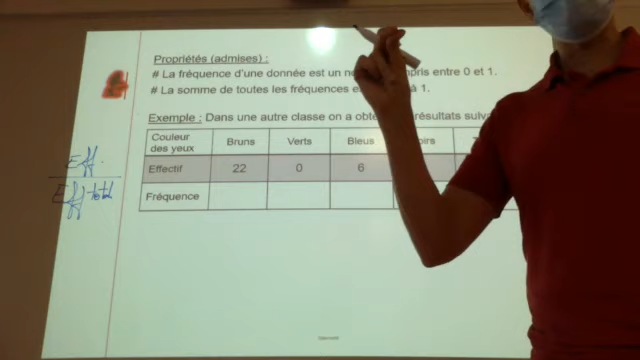 Propriétés (admises) :
# La fréquence d'une donnée est un compris entre 0 et 1.
# La somme de toutes les fréquences à 1.
Exemple : Dans une autre classe on a résultats
Couleur des yeux Bruns Verts Bleus
Effectif 22 0 6
Fréquence
Eff.
Eff total